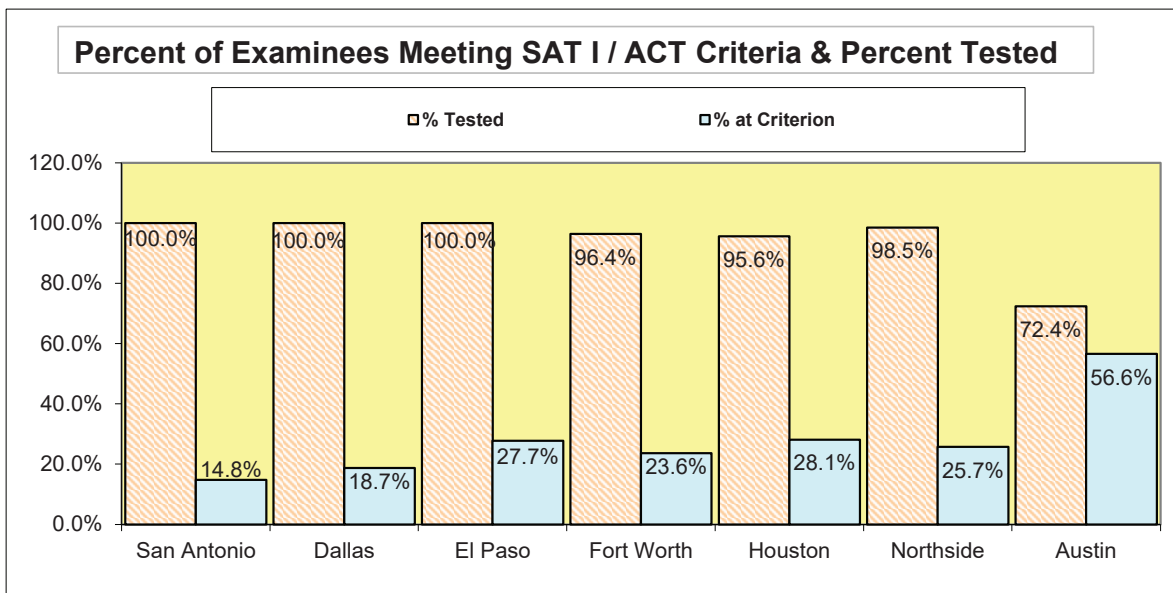 Percent of Examinees Meeting SAT I / ACT Criteria & Percent Tested
% Tested % at Criterion
120.0%
100.0%
80.0%
60.0%
40.0%
20.0%
0.0%
100.0% 100.0% 100.0% 96.4% 95.6% 98.5% 72.4%
14.8% 18.7% 27.7% 23.6% 28.1% 25.7% 56.6%
San Antonio Dallas El Paso Fort Worth Houston Northside Austin